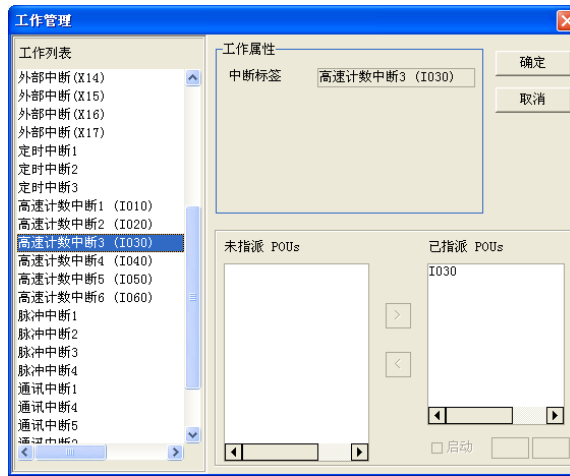 工作管理
工作列表
外部中断(X14)
外部中断(X15)
外部中断(X16)
外部中断(X17)
定时中断1
定时中断2
定时中断3
高速计数中断1 (I010)
高速计数中断2 (I020)
高速计数中断3 (I030)
高速计数中断4 (I040)
高速计数中断5 (I050)
高速计数中断6 (I060)
脉冲中断1
脉冲中断2
脉冲中断3
脉冲中断4
通讯中断1
通讯中断4
通讯中断5
工作属性
中断标签 高速计数中断3 (I030)
确定
取消
未指派 POUs
已指派 POUs
I030
>
<
启动